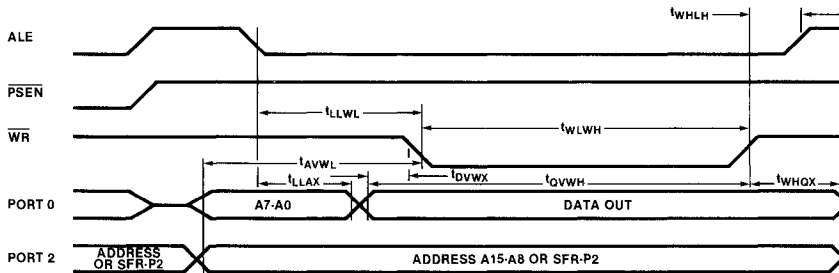 tWHLH
ALE
PSEN
tLLWL
tWLWH
WR
tAVWL
tLLAX
tDVWX
tQVWH
tWHQX
PORT 0
A7-A0
DATA OUT
PORT 2
ADDRESS
OR SFR-P2
ADDRESS A15-A8 OR SFR-P2